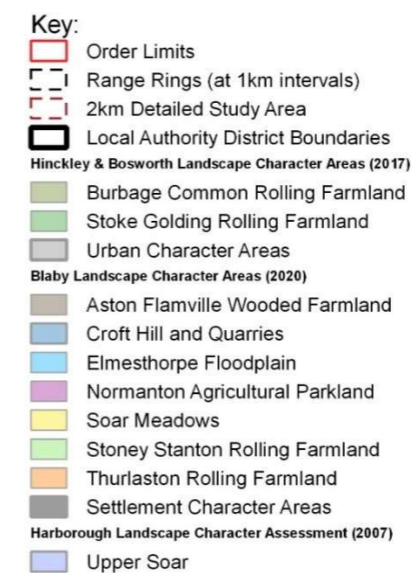 Key:
Order Limits
Range Rings (at 1km intervals)
2km Detailed Study Area
Local Authority District Boundaries
Hinckley & Bosworth Landscape Character Areas (2017)
Burbage Common Rolling Farmland
Stoke Golding Rolling Farmland
Urban Character Areas
Blaby Landscape Character Areas (2020)
Aston Flamville Wooded Farmland
Croft Hill and Quarries
Elmesthorpe Floodplain
Normanton Agricultural Parkland
Soar Meadows
Stoney Stanton Rolling Farmland
Thurlaston Rolling Farmland
Settlement Character Areas
Harborough Landscape Character Assessment (2007)
Upper Soar